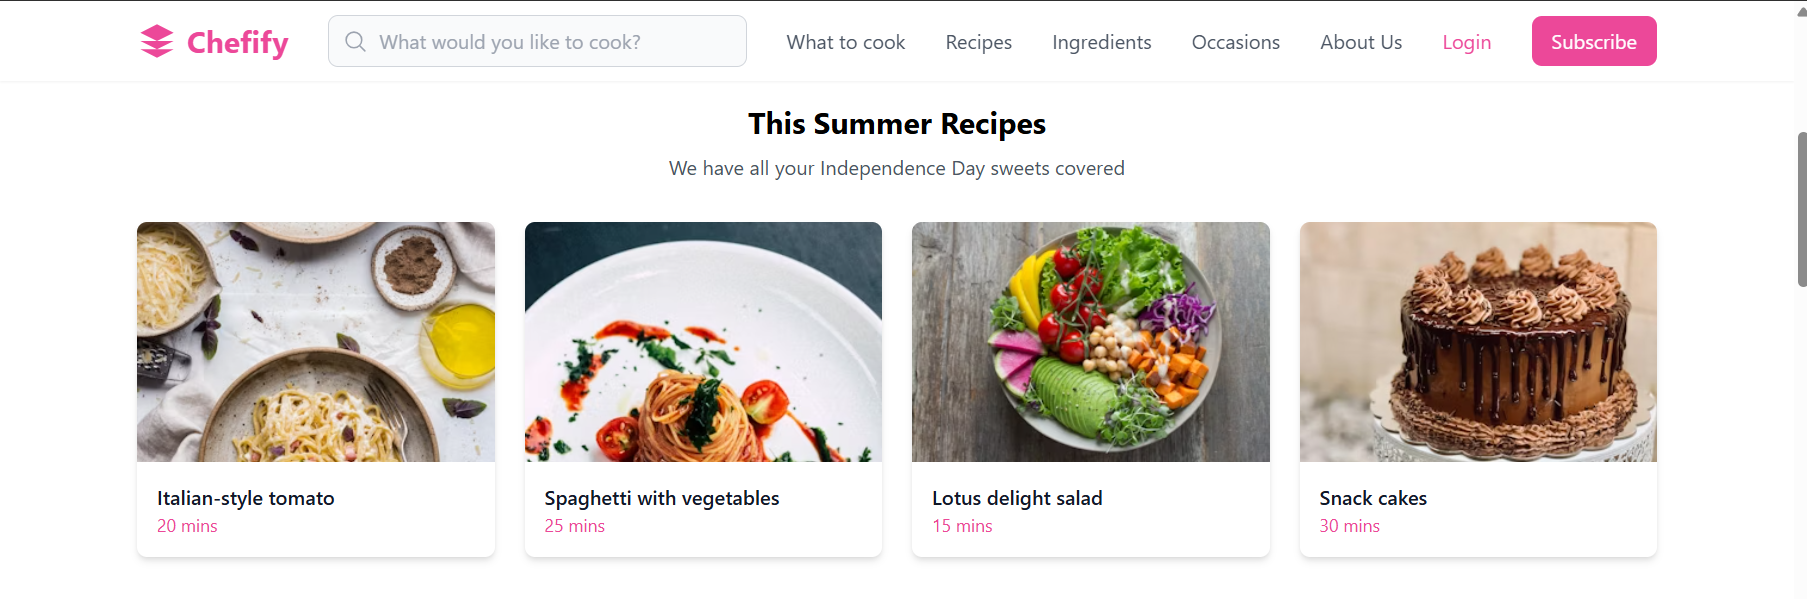 Chefify
What would you like to cook?
What to cook
Recipes
Ingredients
Occasions
About Us
Login
Subscribe
This Summer Recipes
We have all your Independence Day sweets covered
Italian-style tomato
20 mins
Spaghetti with vegetables
25 mins
Lotus delight salad
15 mins
Snack cakes
30 mins